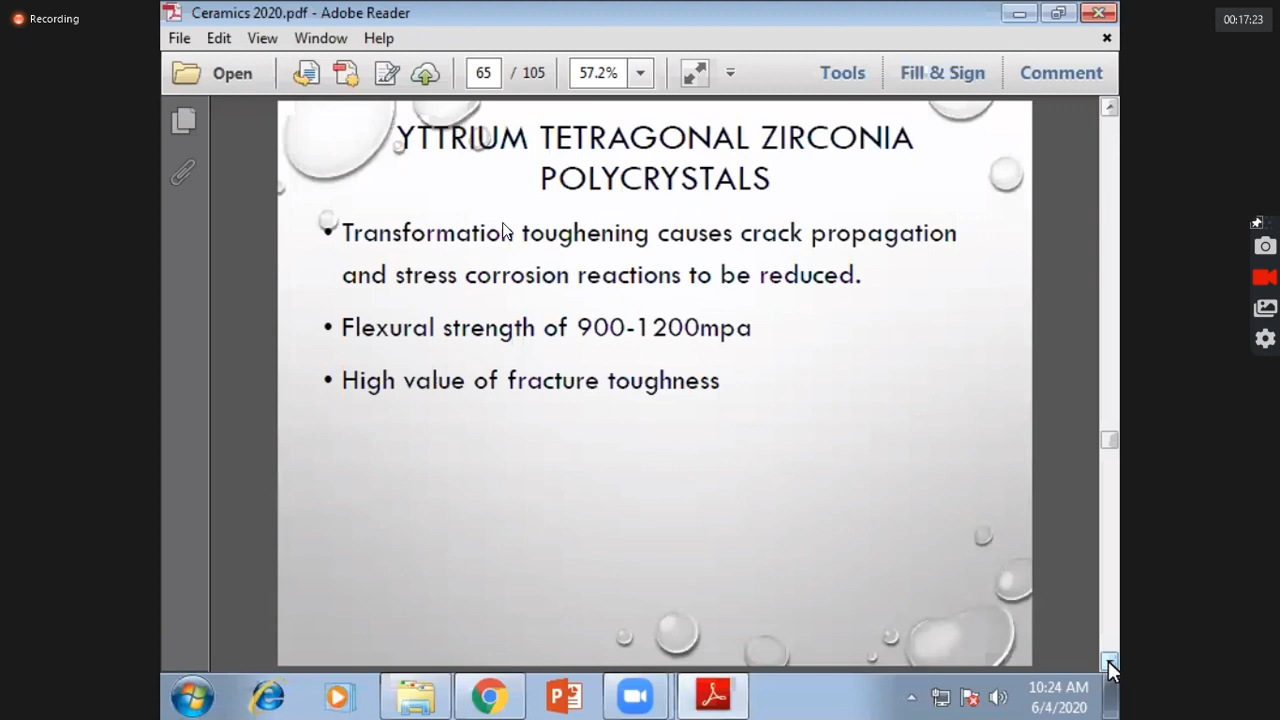 Recording
00:17:23
Ceramics 2020.pdf - Adobe Reader
File Edit View Window Help
Open 65 / 105 57.2% Tools Fill & Sign Comment
YTTRIUM TETRAGONAL ZIRCONIA
POLYCRYSTALS
• Transformation toughening causes crack propagation
and stress corrosion reactions to be reduced.
• Flexural strength of 900-1200mpa
• High value of fracture toughness
10:24 AM
6/4/2020